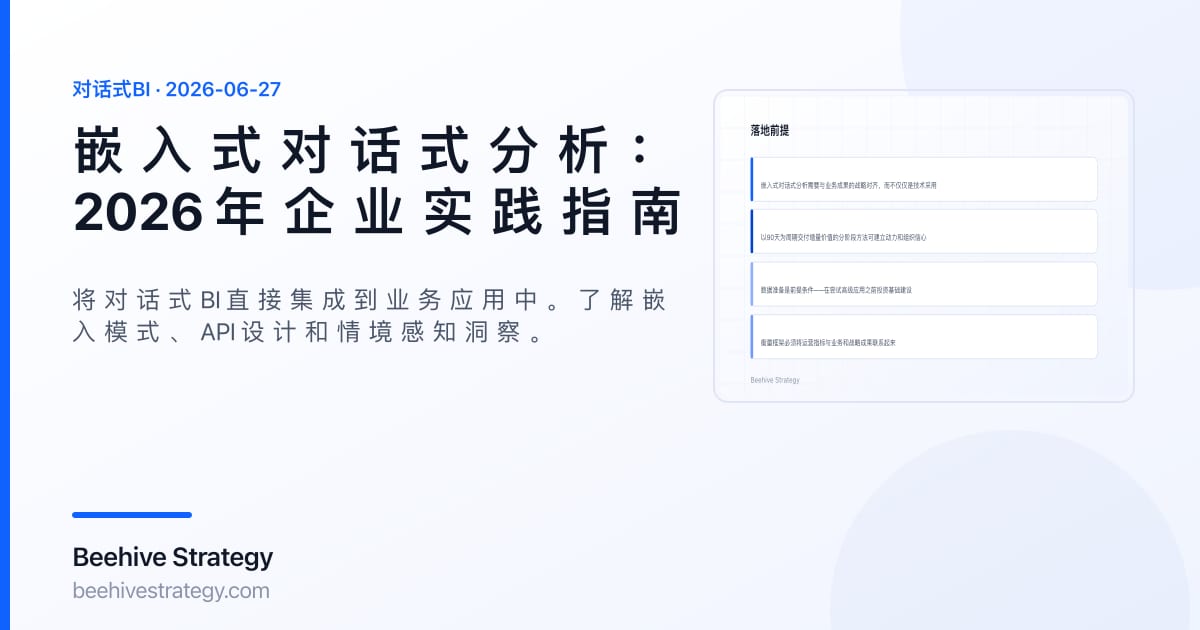 对话式BI · 2026-06-27
嵌入式对话式分析：
2026年企业实践指南
将对话式BI直接集成到业务应用中。了解嵌
入模式、API设计和情境感知洞察。
落地前提
嵌入式对话式分析需要与业务成果的战略对齐，而不仅仅是技术采用
以90天为周期交付增量价值的分阶段方法可建立动力和组织信心
数据准备是前提条件——在尝试高级应用之前投资基础建设
衡量框架必须将运营指标与业务和战略成果联系起来
Beehive Strategy
Beehive Strategy
beehivestrategy.com